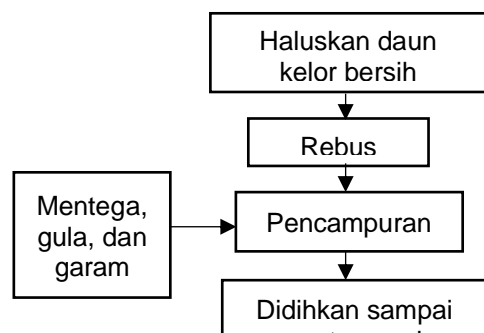 Haluskan daun
kelor bersih
Rebus
Mentega,
gula, dan
garam
Pencampuran
Didihkan sampai